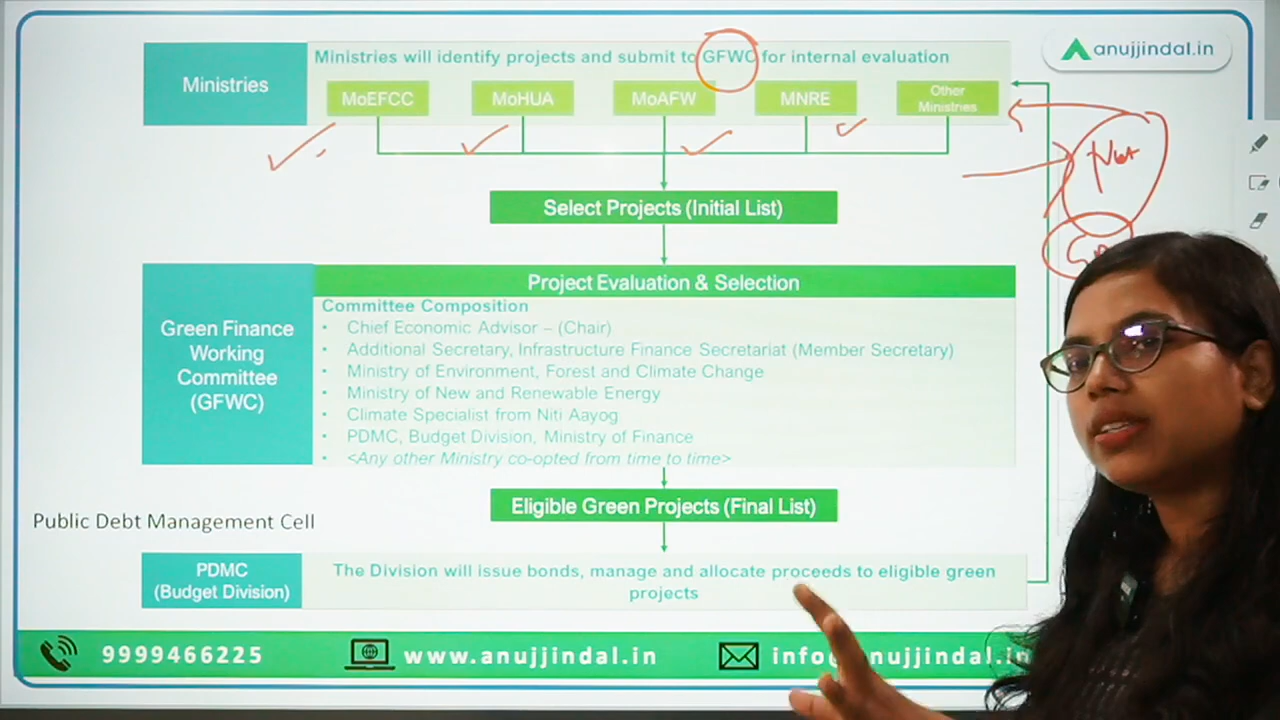 Ministries
Ministries will identify projects and submit to GFWC for internal evaluation
anujjindal.in
MoEFCC
MoHUA
MoAFW
MNRE
Other
Ministries
Select Projects (Initial List)
Green Finance
Working
Committee
(GFWC)
Project Evaluation & Selection
Committee Composition
• Chief Economic Advisor – (Chair)
• Additional Secretary, Infrastructure Finance Secretariat (Member Secretary)
• Ministry of Environment, Forest and Climate Change
• Ministry of New and Renewable Energy
• Climate Specialist from Niti Aayog
• PDMC, Budget Division, Ministry of Finance
• <Any other Ministry co-opted from time to time>
Eligible Green Projects (Final List)
Public Debt Management Cell
PDMC
(Budget Division)
The Division will issue bonds, manage and allocate proceeds to eligible green
projects
9999466225
www.anujjindal.in